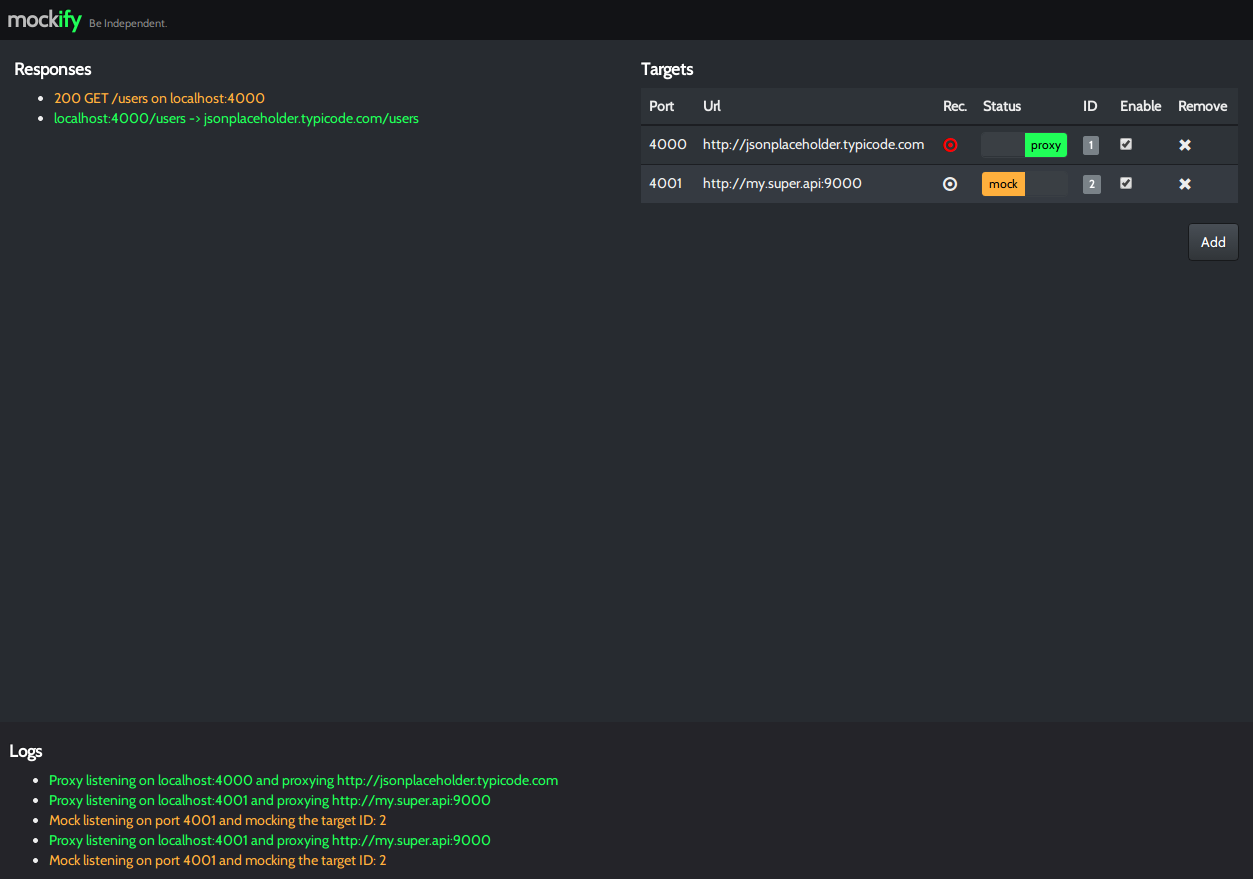 mockify Be Independent.
Responses
200 GET /users on localhost:4000
localhost:4000/users -> jsonplaceholder.typicode.com/users
Targets
Port Url Rec. Status ID Enable Remove
4000 http://jsonplaceholder.typicode.com proxy 1
4001 http://my.super.api:9000 mock 2
Add
Logs
Proxy listening on localhost:4000 and proxying http://jsonplaceholder.typicode.com
Proxy listening on localhost:4001 and proxying http://my.super.api:9000
Mock listening on port 4001 and mocking the target ID: 2
Proxy listening on localhost:4001 and proxying http://my.super.api:9000
Mock listening on port 4001 and mocking the target ID: 2